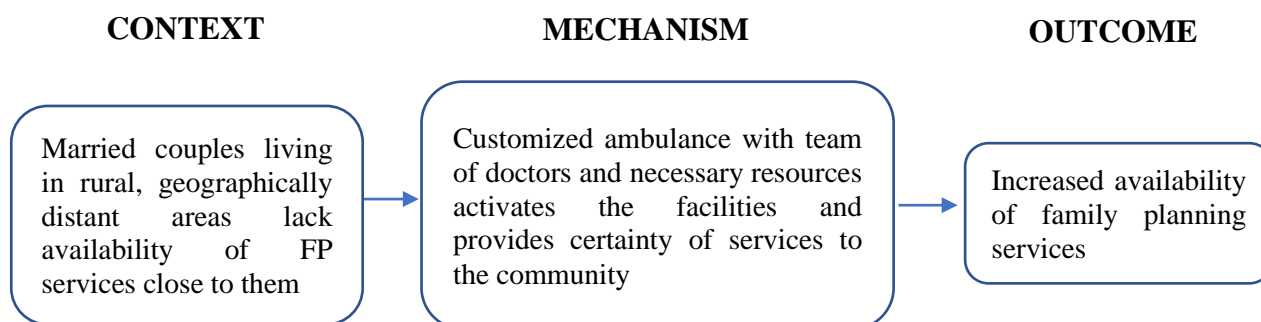 CONTEXT
MECHANISM
OUTCOME
Married couples living
in rural, geographically
distant areas lack
availability of FP
services close to them
Customized ambulance with team
of doctors and necessary resources
activates the facilities and
provides certainty of services to
the community
Increased availability
of family planning
services